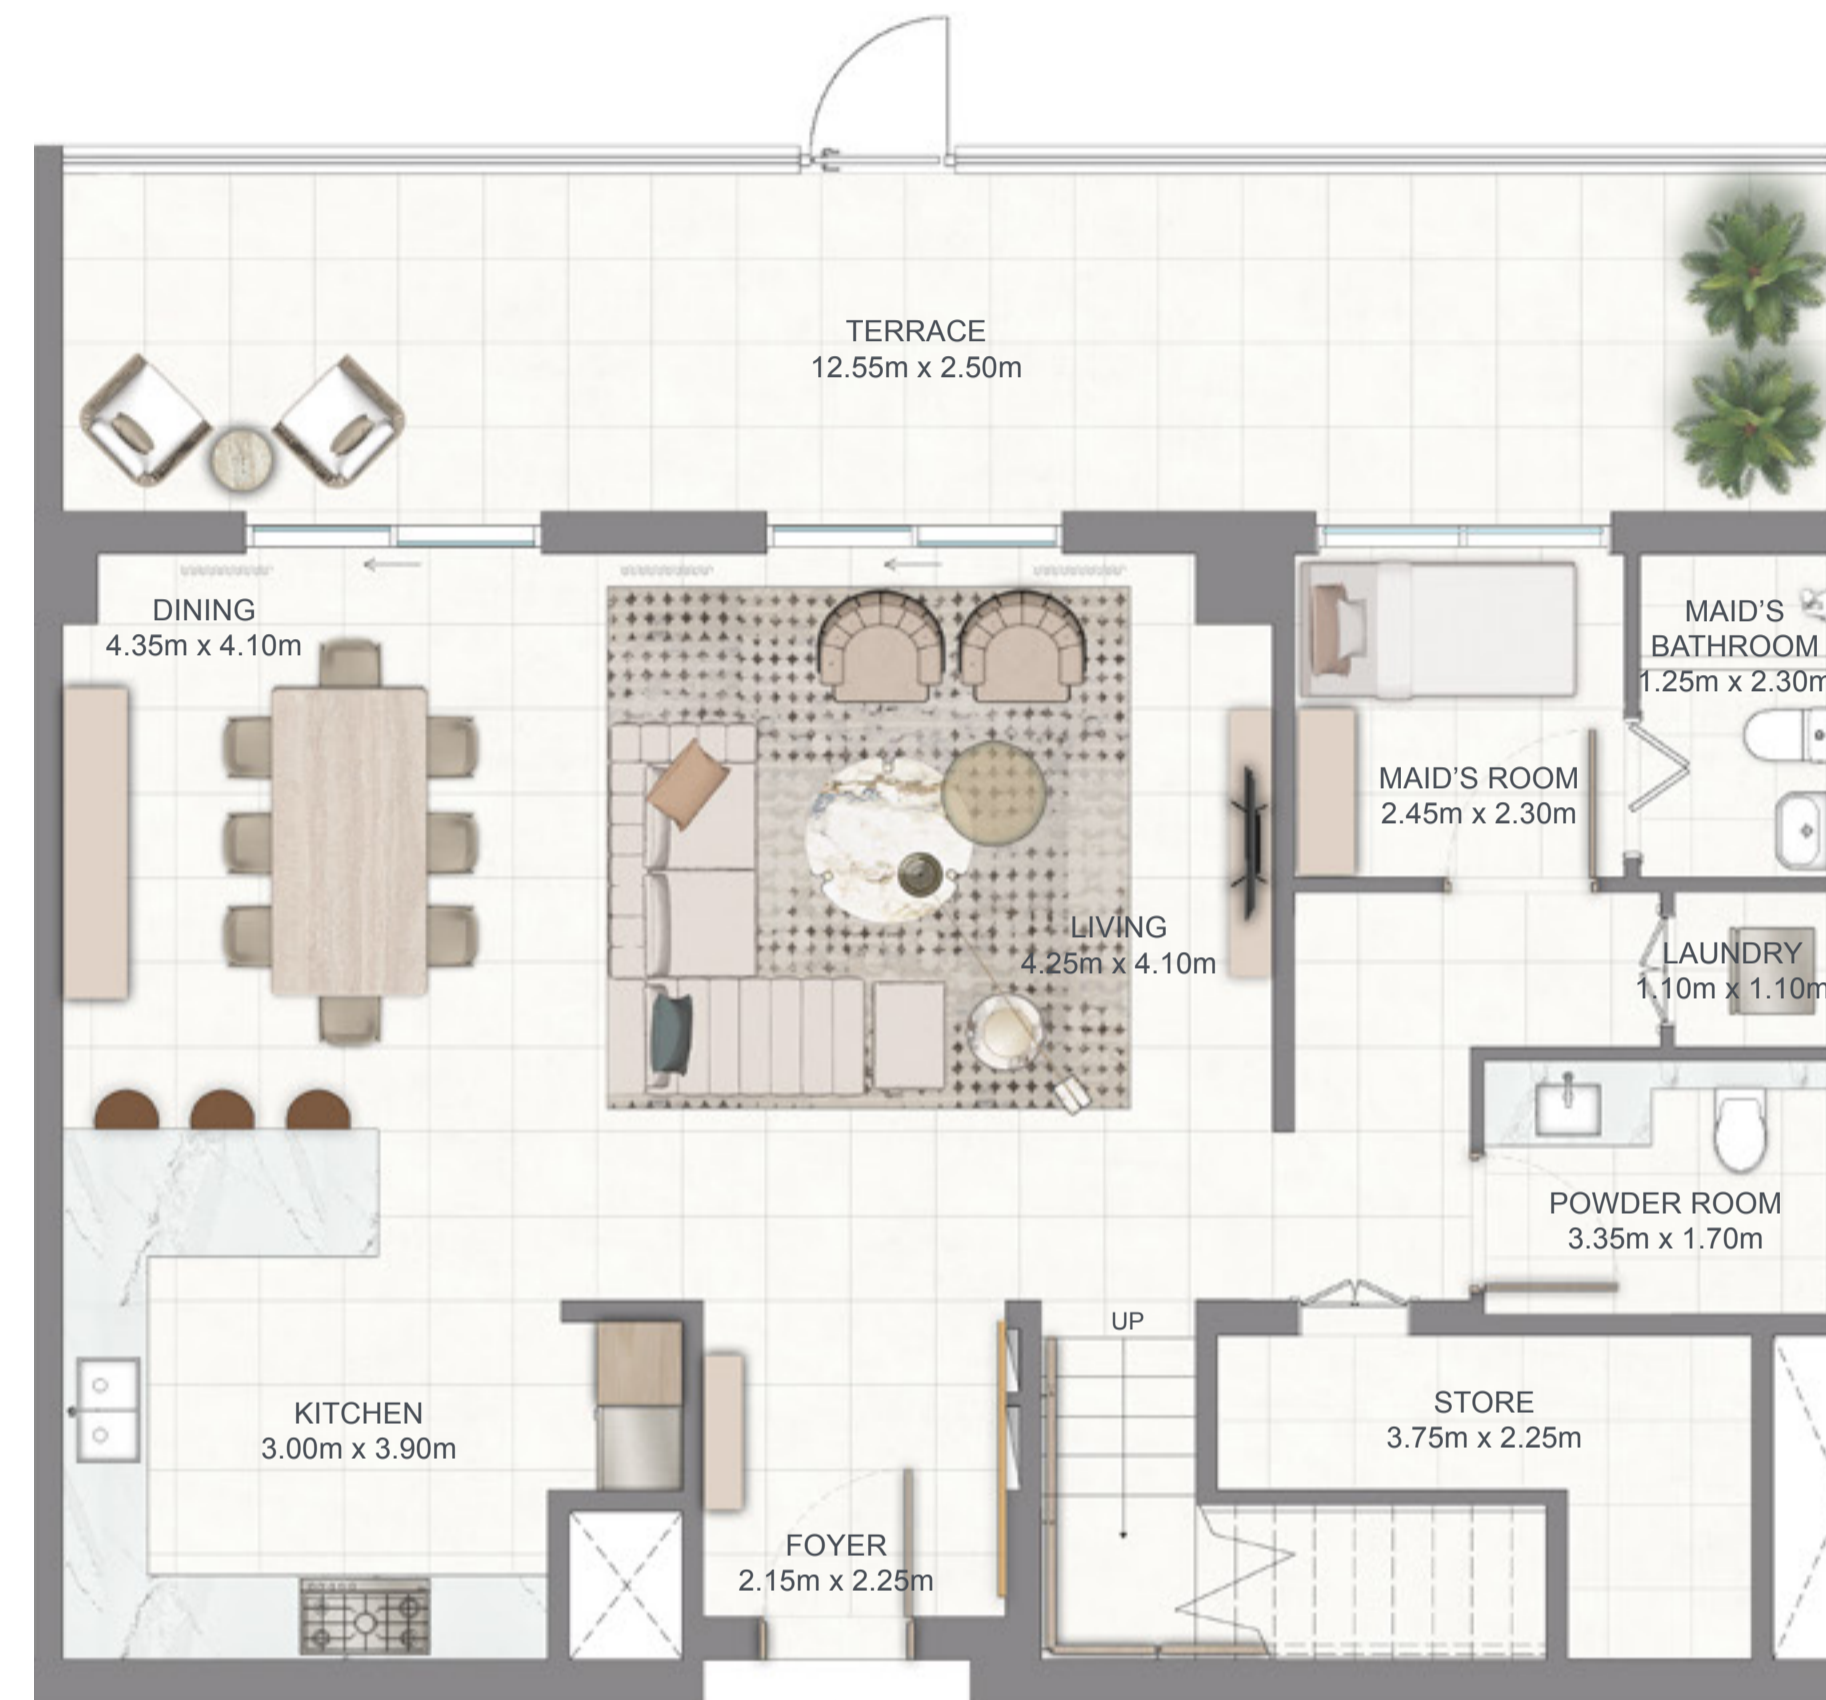 TERRACE
12.55m x 2.50m
DINING
4.35m x 4.10m
MAID’S
BATHROOM
1.25m x 2.30m
MAID’S ROOM
2.45m x 2.30m
LIVING
4.25m x 4.10m
LAUNDRY
1.10m x 1.10m
POWDER ROOM
3.35m x 1.70m
UP
KITCHEN
3.00m x 3.90m
STORE
3.75m x 2.25m
FOYER
2.15m x 2.25m